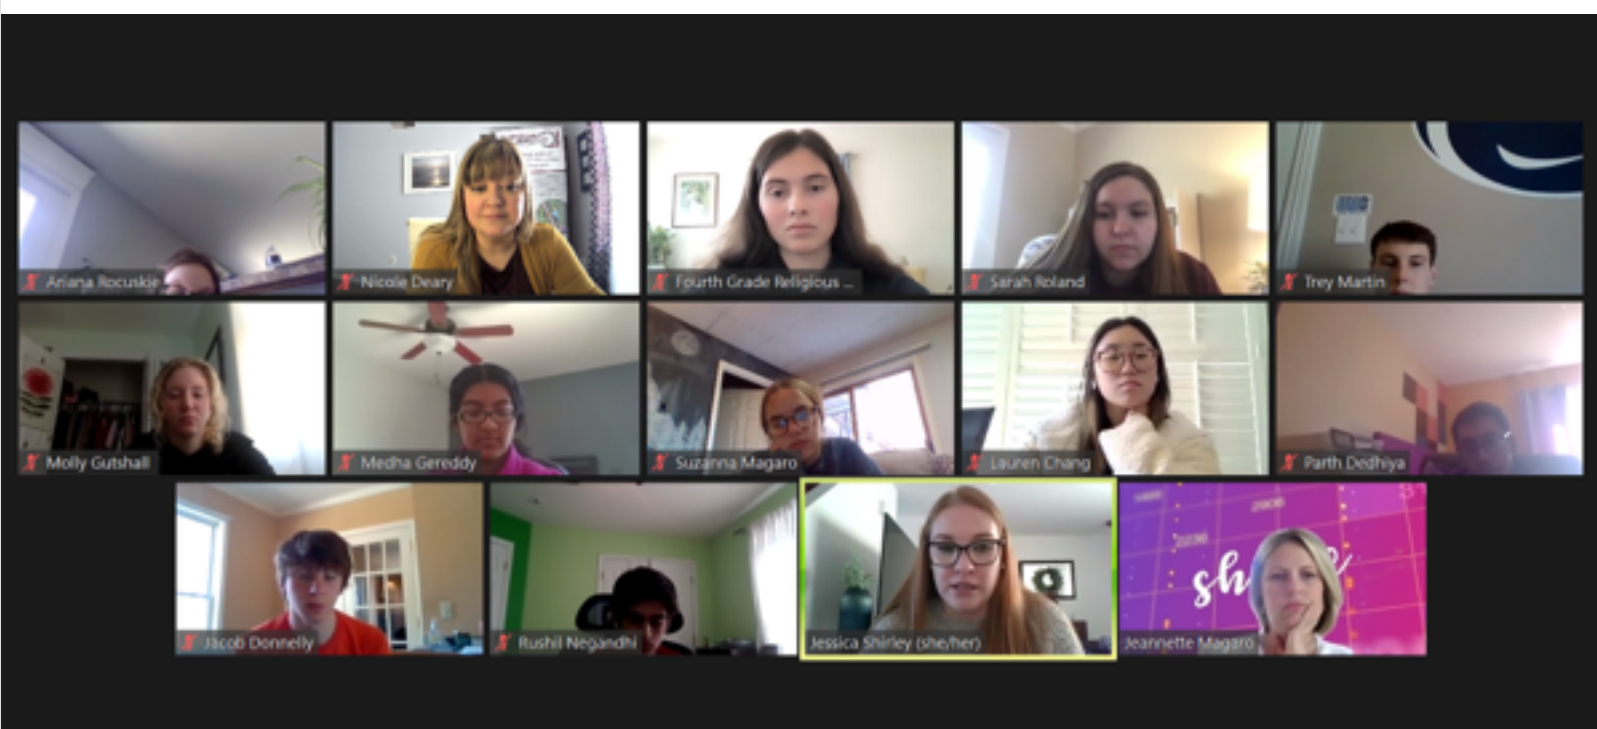 Ariana Rocuskie
Nicole Deary
Fourth Grade Religious ...
Sarah Roland
Trey Martin
Molly Gutshall
Medha Gereddy
Suzanna Magaro
Lauren Chang
Parth Dedhiya
Jacob Donnelly
Rushil Negandhi
Jessica Shirley (she/her)
Jeannette Magaro